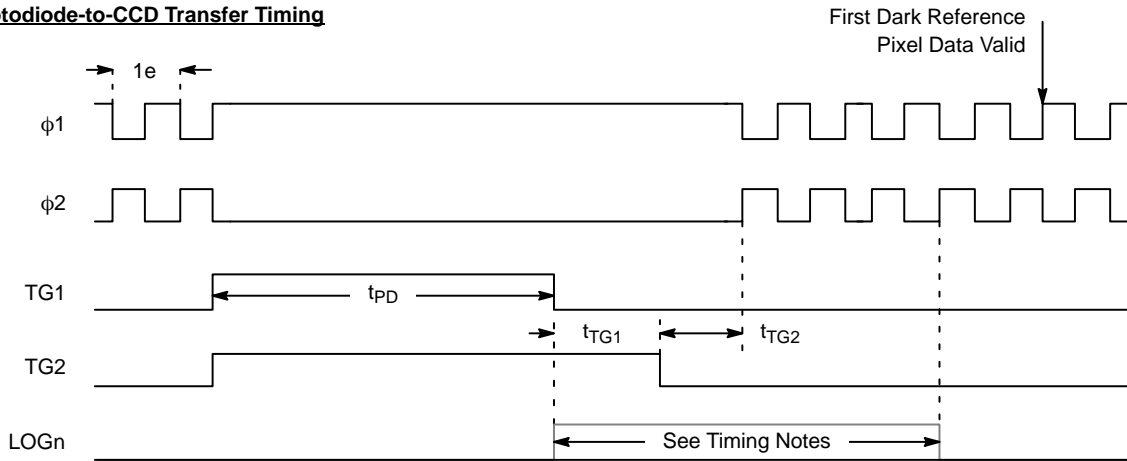 otodiode-to-CCD Transfer Timing
First Dark Reference
Pixel Data Valid
1e
ϕ1
ϕ2
TG1
tPD
tTG1
tTG2
TG2
LOGn
See Timing Notes